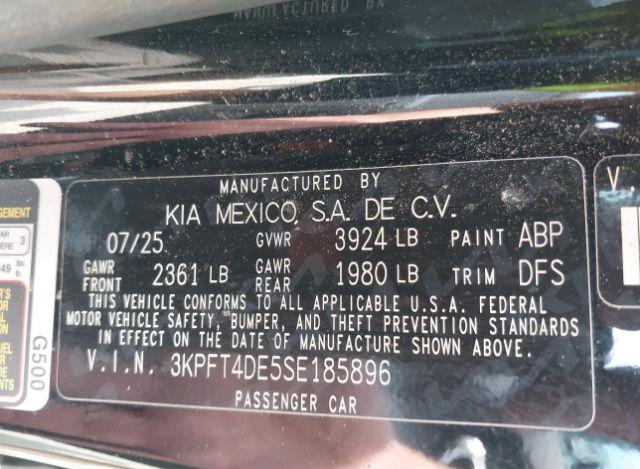 MANUFACTURED BY
KIA MEXICO, S.A. DE C.V.
07/25 GVWR 3924 LB PAINT ABP
GAWR FRONT 2361 LB GAWR REAR 1980 LB TRIM DFS
THIS VEHICLE CONFORMS TO ALL APPLICABLE U.S.A. FEDERAL
MOTOR VEHICLE SAFETY, BUMPER, AND THEFT PREVENTION STANDARDS
IN EFFECT ON THE DATE OF MANUFACTURE SHOWN ABOVE.
V.I.N. 3KPFT4DE5SE185896
PASSENGER CAR
G500
3
V